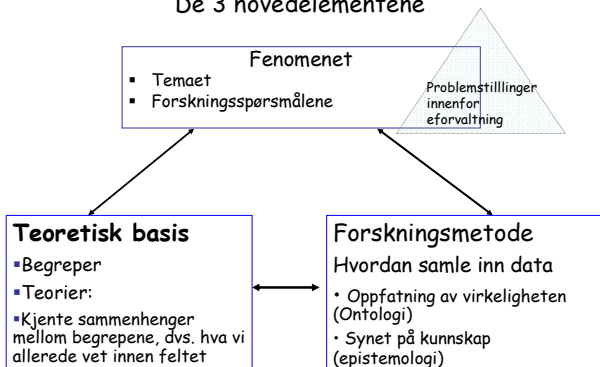 De 3 hovedelementene
Fenomenet
▪ Temaet
▪ Forskningsspørsmålene
Problemstilllinger
innenfor
eforvaltning
Teoretisk basis
▪Begreper
▪Teorier:
▪Kjente sammenhenger
mellom begrepene, dvs. hva vi
allerede vet innen feltet
Forskningsmetode
Hvordan samle inn data
• Oppfatning av virkeligheten
(Ontologi)
• Synet på kunnskap
(epistemologi)